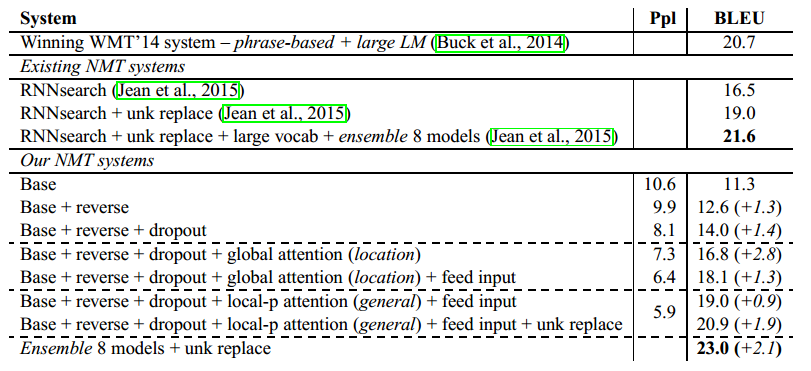 System Ppl BLEU
Winning WMT'14 system – phrase-based + large LM (Buck et al., 2014) 20.7
Existing NMT systems
RNNsearch (Jean et al., 2015) 16.5
RNNsearch + unk replace (Jean et al., 2015) 19.0
RNNsearch + unk replace + large vocab + ensemble 8 models (Jean et al., 2015) 21.6
Our NMT systems
Base 10.6 11.3
Base + reverse 9.9 12.6 (+1.3)
Base + reverse + dropout 8.1 14.0 (+1.4)
Base + reverse + dropout + global attention (location) 7.3 16.8 (+2.8)
Base + reverse + dropout + global attention (location) + feed input 6.4 18.1 (+1.3)
Base + reverse + dropout + local-p attention (general) + feed input 5.9 19.0 (+0.9)
Base + reverse + dropout + local-p attention (general) + feed input + unk replace 20.9 (+1.9)
Ensemble 8 models + unk replace 23.0 (+2.1)